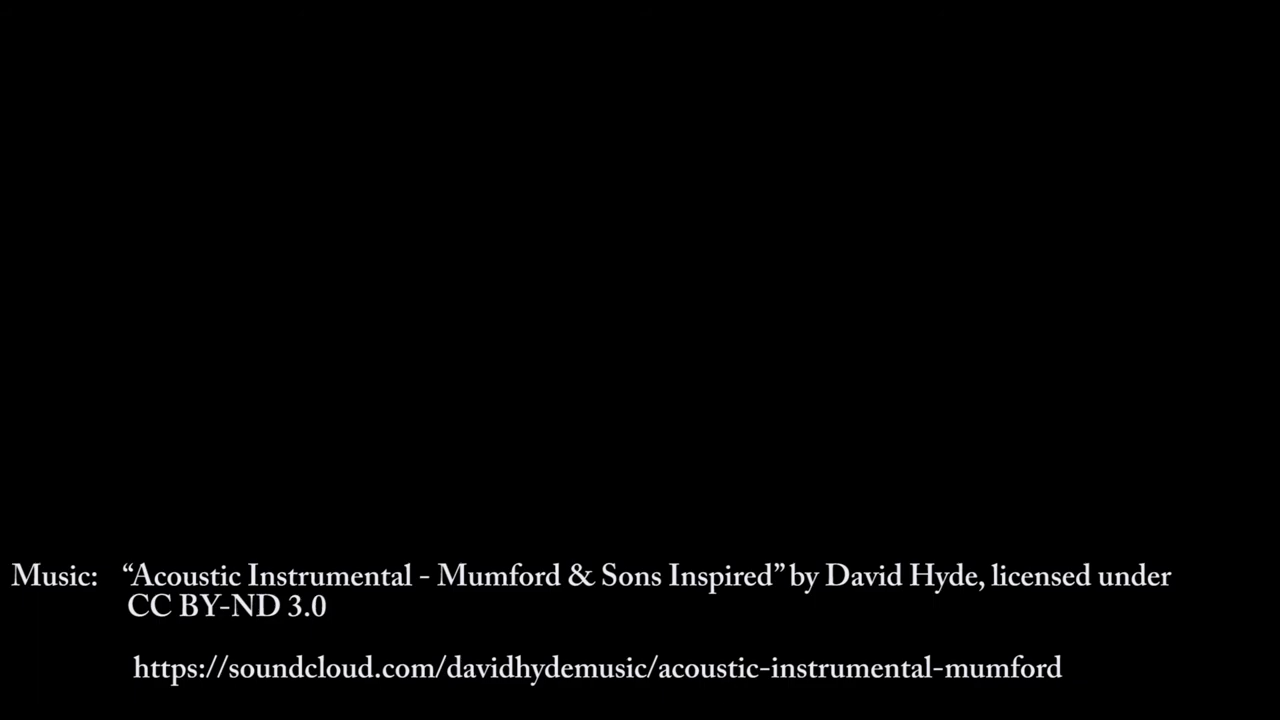 Music: “Acoustic Instrumental - Mumford & Sons Inspired” by David Hyde, licensed under
CC BY-ND 3.0
https://soundcloud.com/davidhydemusic/acoustic-instrumental-mumford